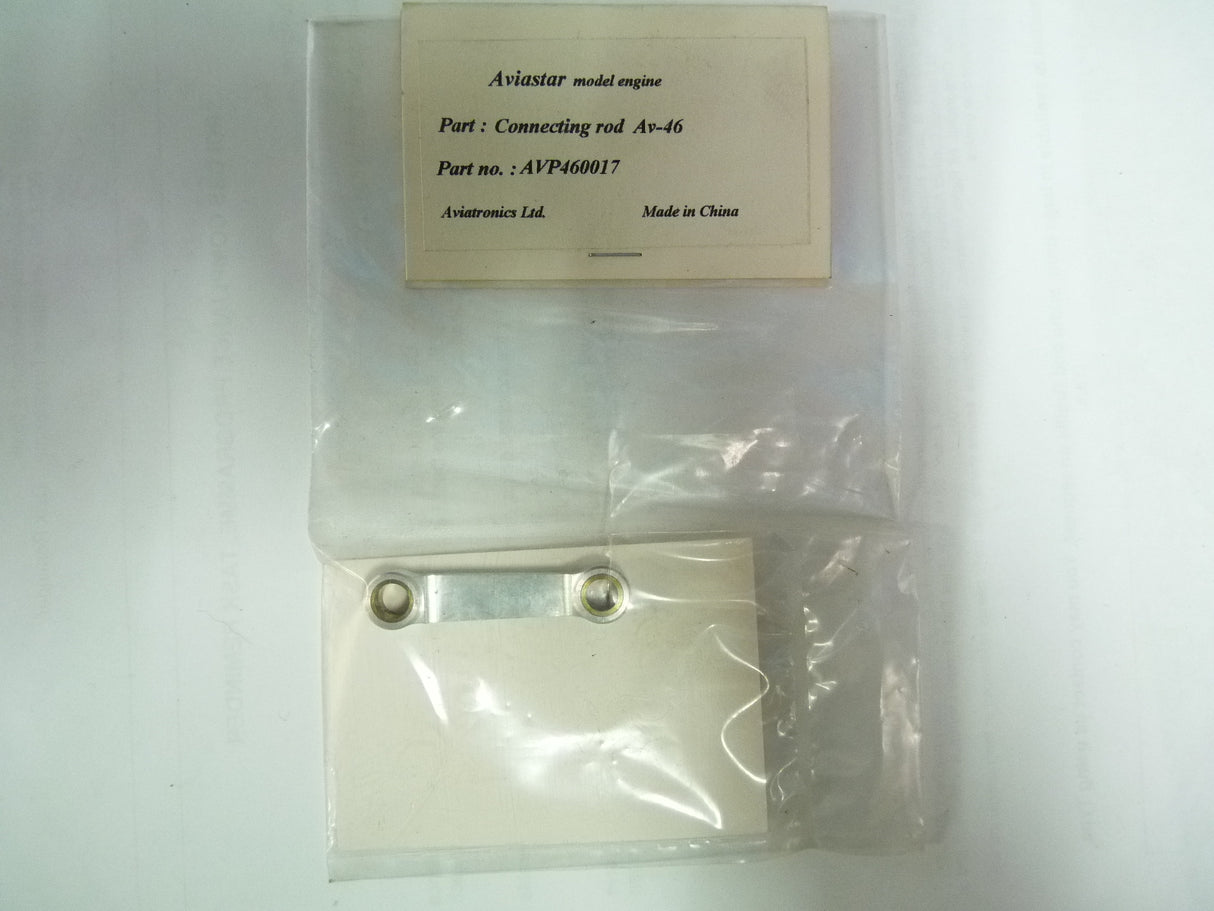 Aviastar model engine
Part : Connecting rod Av-46
Part no. : AVP460017
Aviatronics Ltd. Made in China